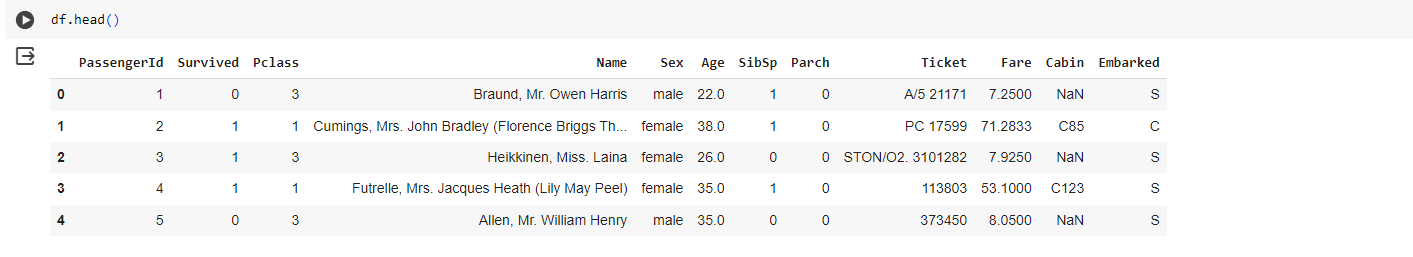 df.head()
PassengerId Survived Pclass Name Sex Age SibSp Parch Ticket Fare Cabin Embarked
0 1 0 3 Braund, Mr. Owen Harris male 22.0 1 0 A/5 21171 7.2500 NaN S
1 2 1 1 Cumings, Mrs. John Bradley (Florence Briggs Th... female 38.0 1 0 PC 17599 71.2833 C85 C
2 3 1 3 Heikkinen, Miss. Laina female 26.0 0 0 STON/O2. 3101282 7.9250 NaN S
3 4 1 1 Futrelle, Mrs. Jacques Heath (Lily May Peel) female 35.0 1 0 113803 53.1000 C123 S
4 5 0 3 Allen, Mr. William Henry male 35.0 0 0 373450 8.0500 NaN S